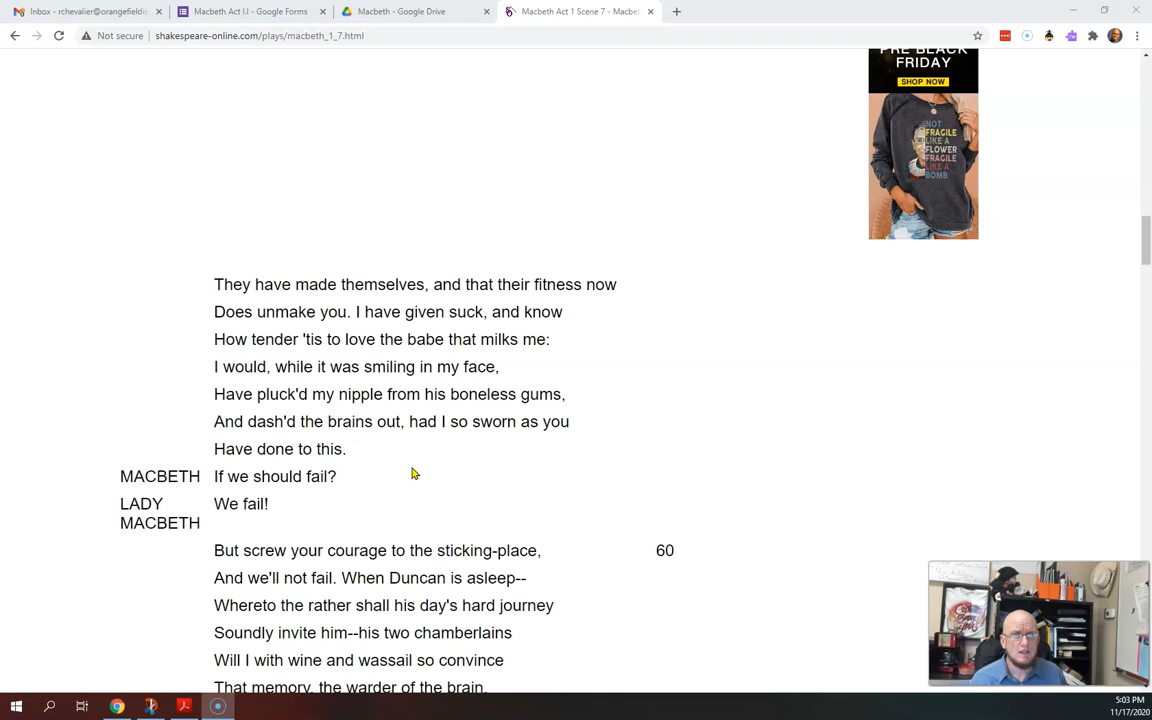 Inbox - rchevalier@orangefieldis
Macbeth Act I.I - Google Forms
Macbeth - Google Drive
Macbeth Act 1 Scene 7 - Macbet
Not secure
shakespeare-online.com/plays/macbeth_1_7.html
PRE BLACK
FRIDAY
SHOP NOW
NOT
FRAGILE
LIKE A
FLOWER
FRAGILE
LIKE A
BOMB
They have made themselves, and that their fitness now
Does unmake you. I have given suck, and know
How tender 'tis to love the babe that milks me:
I would, while it was smiling in my face,
Have pluck'd my nipple from his boneless gums,
And dash'd the brains out, had I so sworn as you
Have done to this.
MACBETH If we should fail?
LADY We fail!
MACBETH
But screw your courage to the sticking-place, 60
And we'll not fail. When Duncan is asleep--
Whereto the rather shall his day's hard journey
Soundly invite him--his two chamberlains
Will I with wine and wassail so convince
That memory, the warder of the brain,
5:03 PM
11/17/2020